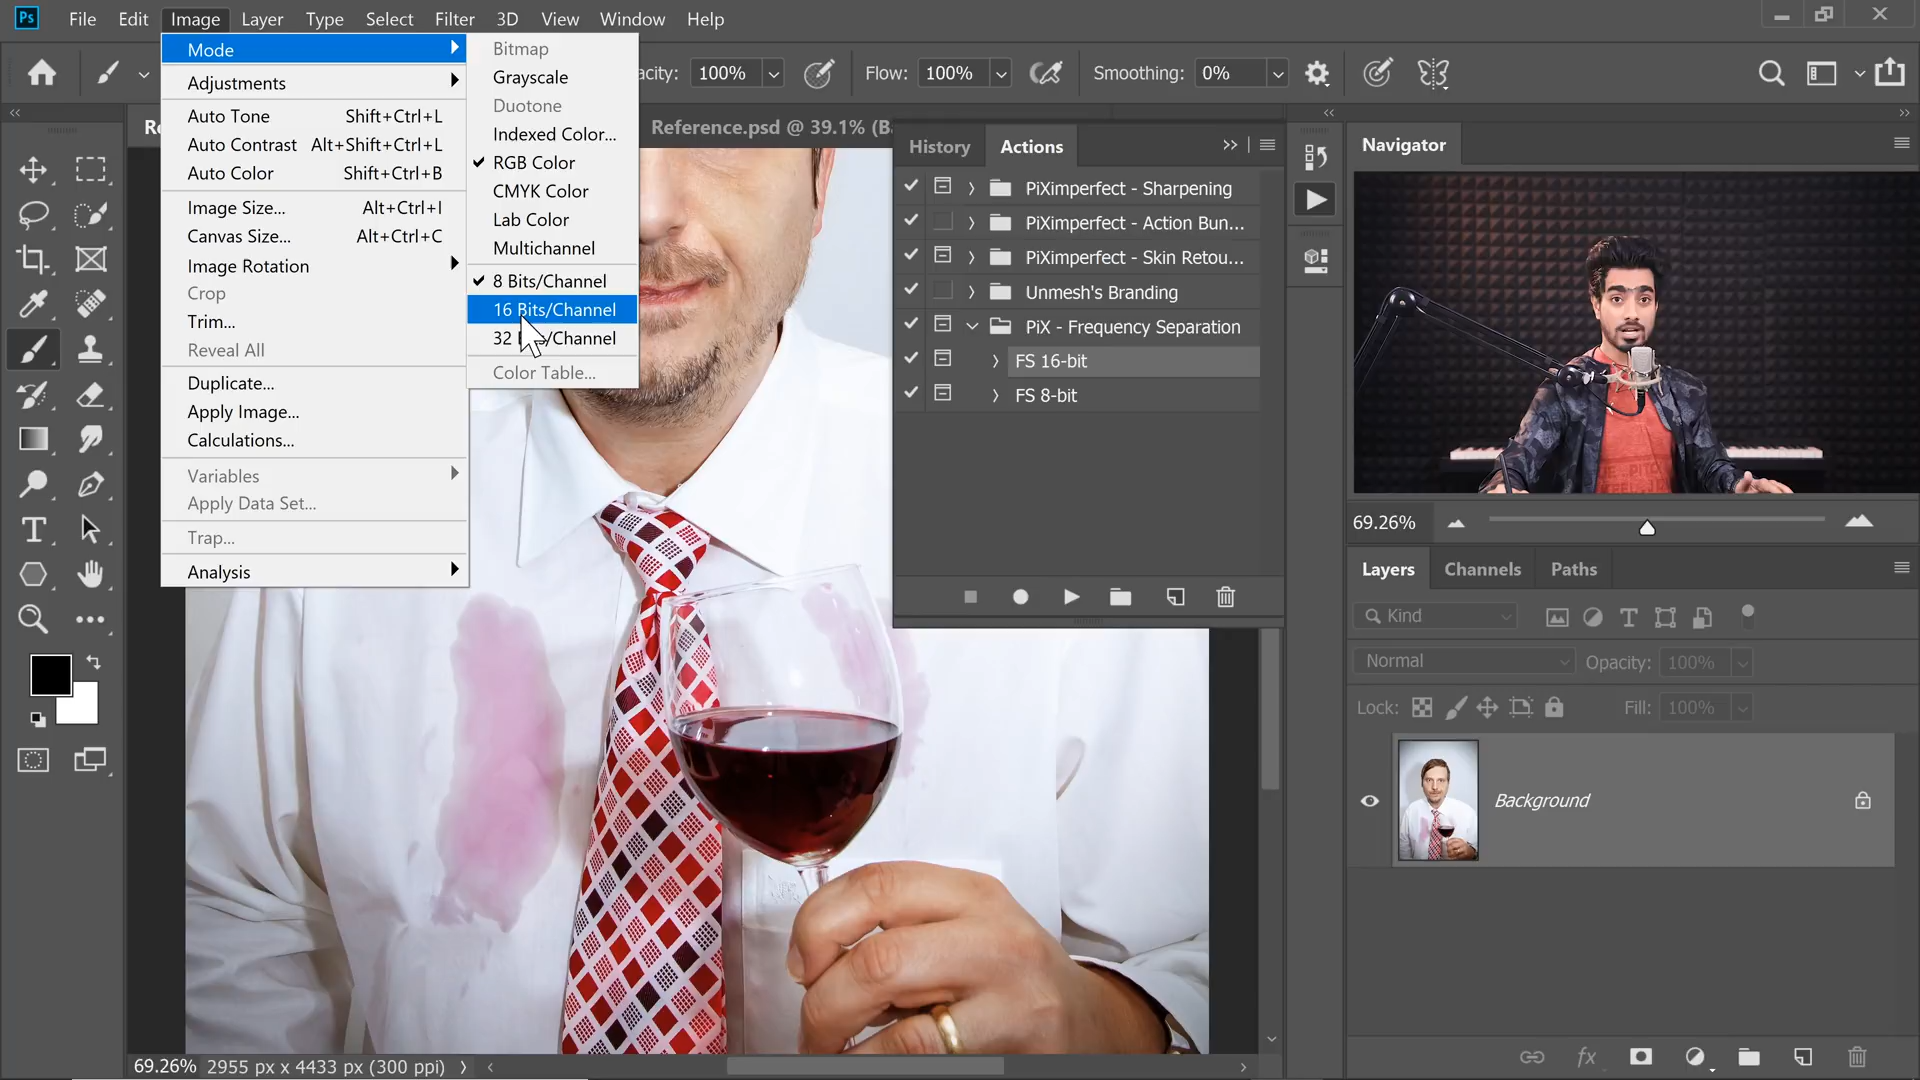 Ps File Edit Image Layer Type Select Filter 3D View Window Help
acity: 100% Flow: 100% Smoothing: 0%
Mode
Adjustments
Auto Tone Shift+Ctrl+L
Auto Contrast Alt+Shift+Ctrl+L
Auto Color Shift+Ctrl+B
Image Size... Alt+Ctrl+I
Canvas Size... Alt+Ctrl+C
Image Rotation
Crop
Trim...
Reveal All
Duplicate...
Apply Image...
Calculations...
Variables
Apply Data Set...
Trap...
Analysis
Bitmap
Grayscale
Duotone
Indexed Color...
RGB Color
CMYK Color
Lab Color
Multichannel
8 Bits/Channel
16 Bits/Channel
32 /Channel
Color Table...
Re
Reference.psd @ 39.1% (Ba
History Actions
PiXimperfect - Sharpening
PiXimperfect - Action Bun...
PiXimperfect - Skin Retou...
Unmesh's Branding
PiX - Frequency Separation
FS 16-bit
FS 8-bit
Navigator
69.26%
Layers Channels Paths
Kind
Normal Opacity: 100%
Lock: Fill: 100%
Background
fx
69.26% 2955 px x 4433 px (300 ppi)